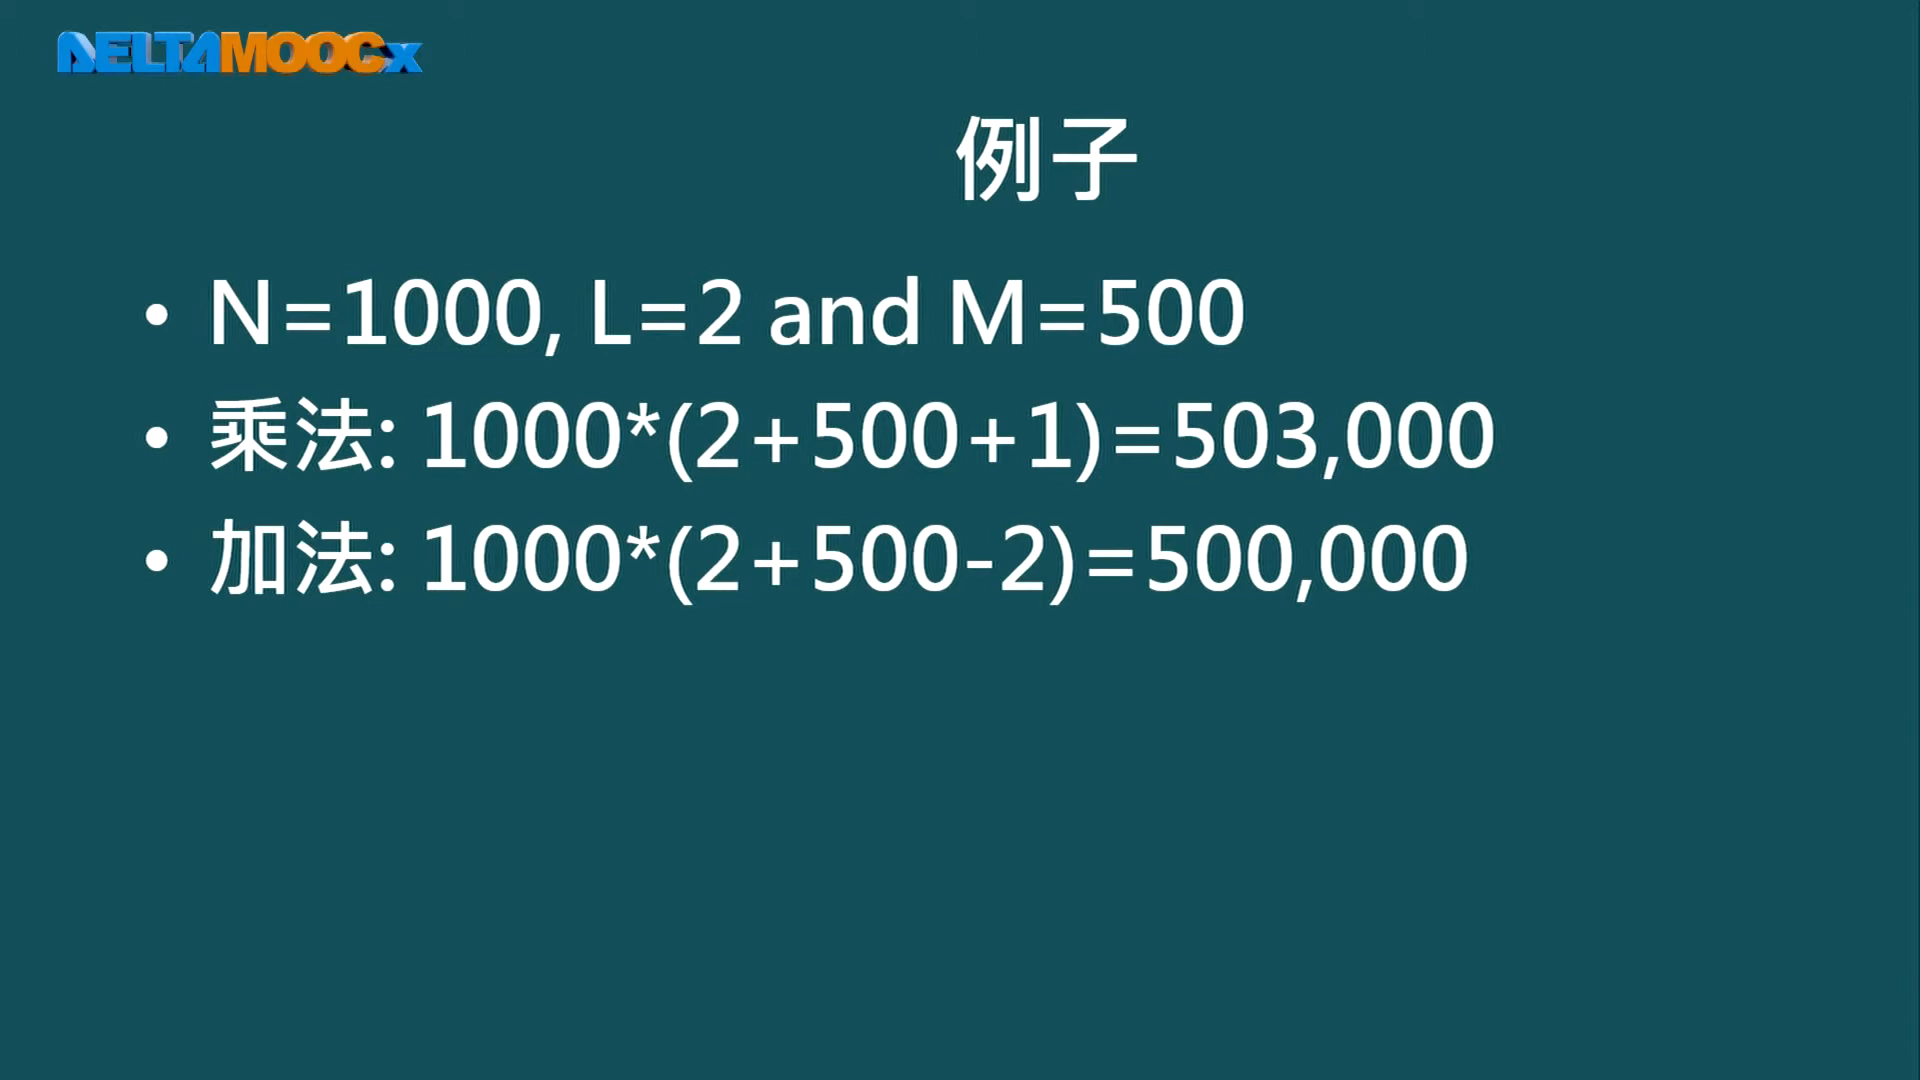 DELTAMOOCx
例子
• N=1000, L=2 and M=500
• 乘法: 1000*(2+500+1)=503,000
• 加法: 1000*(2+500-2)=500,000